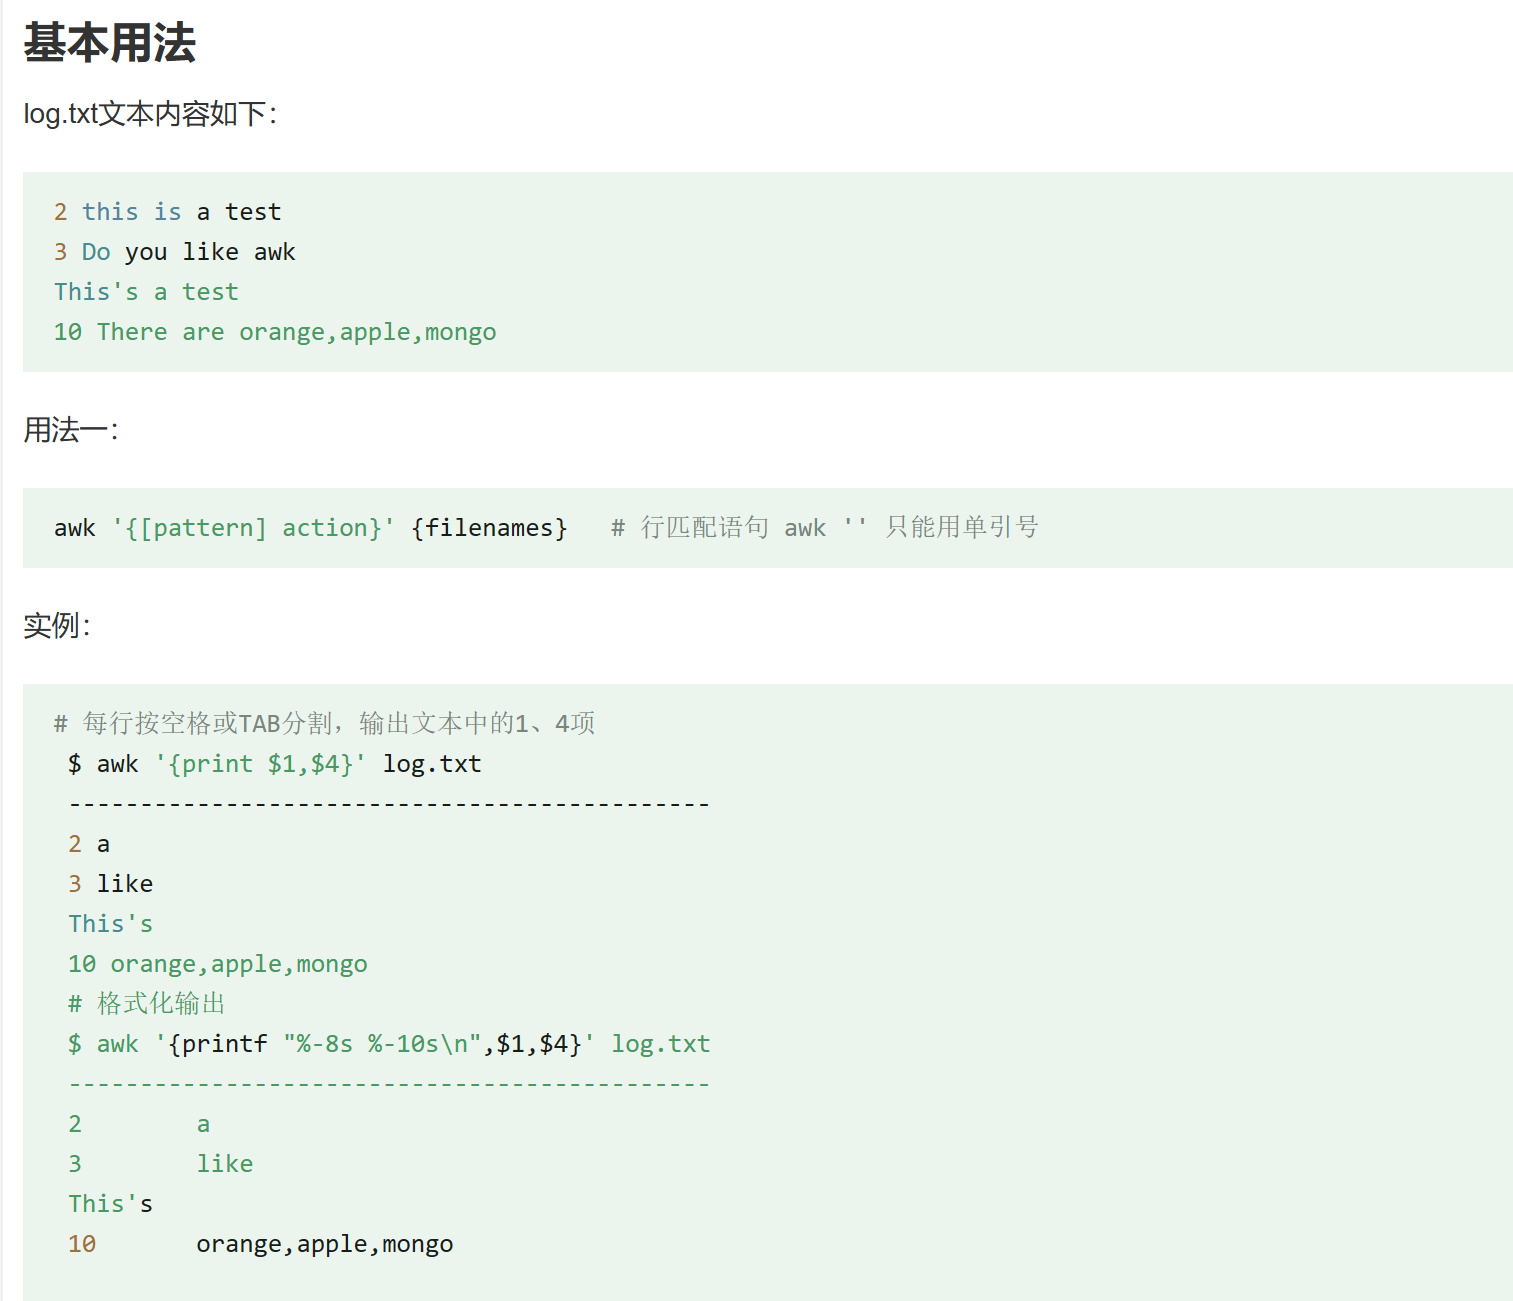 基本用法
log.txt文本内容如下：
2 this is a test
3 Do you like awk
This's a test
10 There are orange,apple,mongo
用法一：
awk '{[pattern] action}' {filenames}   # 行匹配语句 awk '' 只能用单引号
实例：
# 每行按空格或TAB分割，输出文本中的1、4项
 $ awk '{print $1,$4}' log.txt
 ---------------------------------------------
 2 a
 3 like
 This's
 10 orange,apple,mongo
 # 格式化输出
 $ awk '{printf "%-8s %-10s\n",$1,$4}' log.txt
 ---------------------------------------------
 2        a
 3        like
 This's
 10       orange,apple,mongo